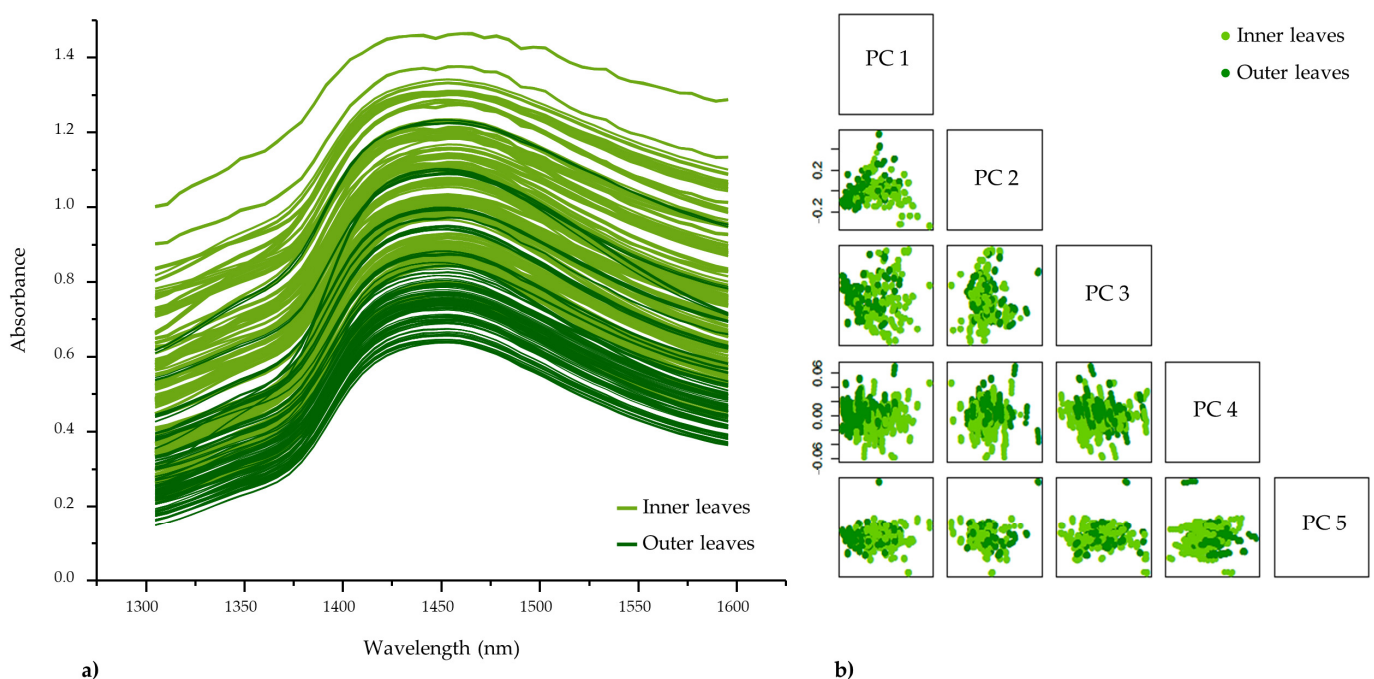 1.4
1.2
1.0
0.8
0.6
0.4
0.2
0.0
Absorbance
1300 1350 1400 1450 1500 1550 1600
Wavelength (nm)
Inner leaves
Outer leaves
a)
PC 1
Inner leaves
Outer leaves
0.2
-0.2
PC 2
PC 3
0.06
0.00
-0.06
PC 4
PC 5
b)